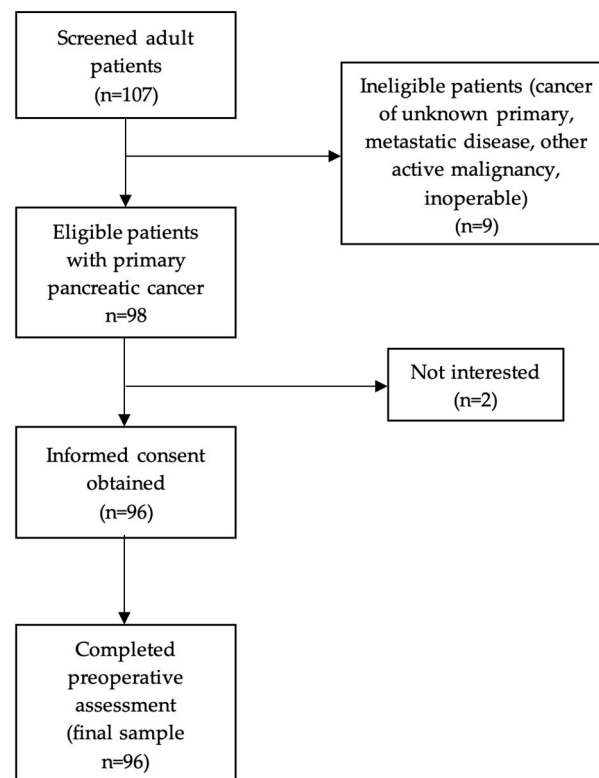 Screened adult
patients
(n=107)
Ineligible patients (cancer
of unknown primary,
metastatic disease, other
active malignancy,
inoperable)
(n=9)
Eligible patients
with primary
pancreatic cancer
n=98
Not interested
(n=2)
Informed consent
obtained
(n=96)
Completed
preoperative
assessment
(final sample
n=96)